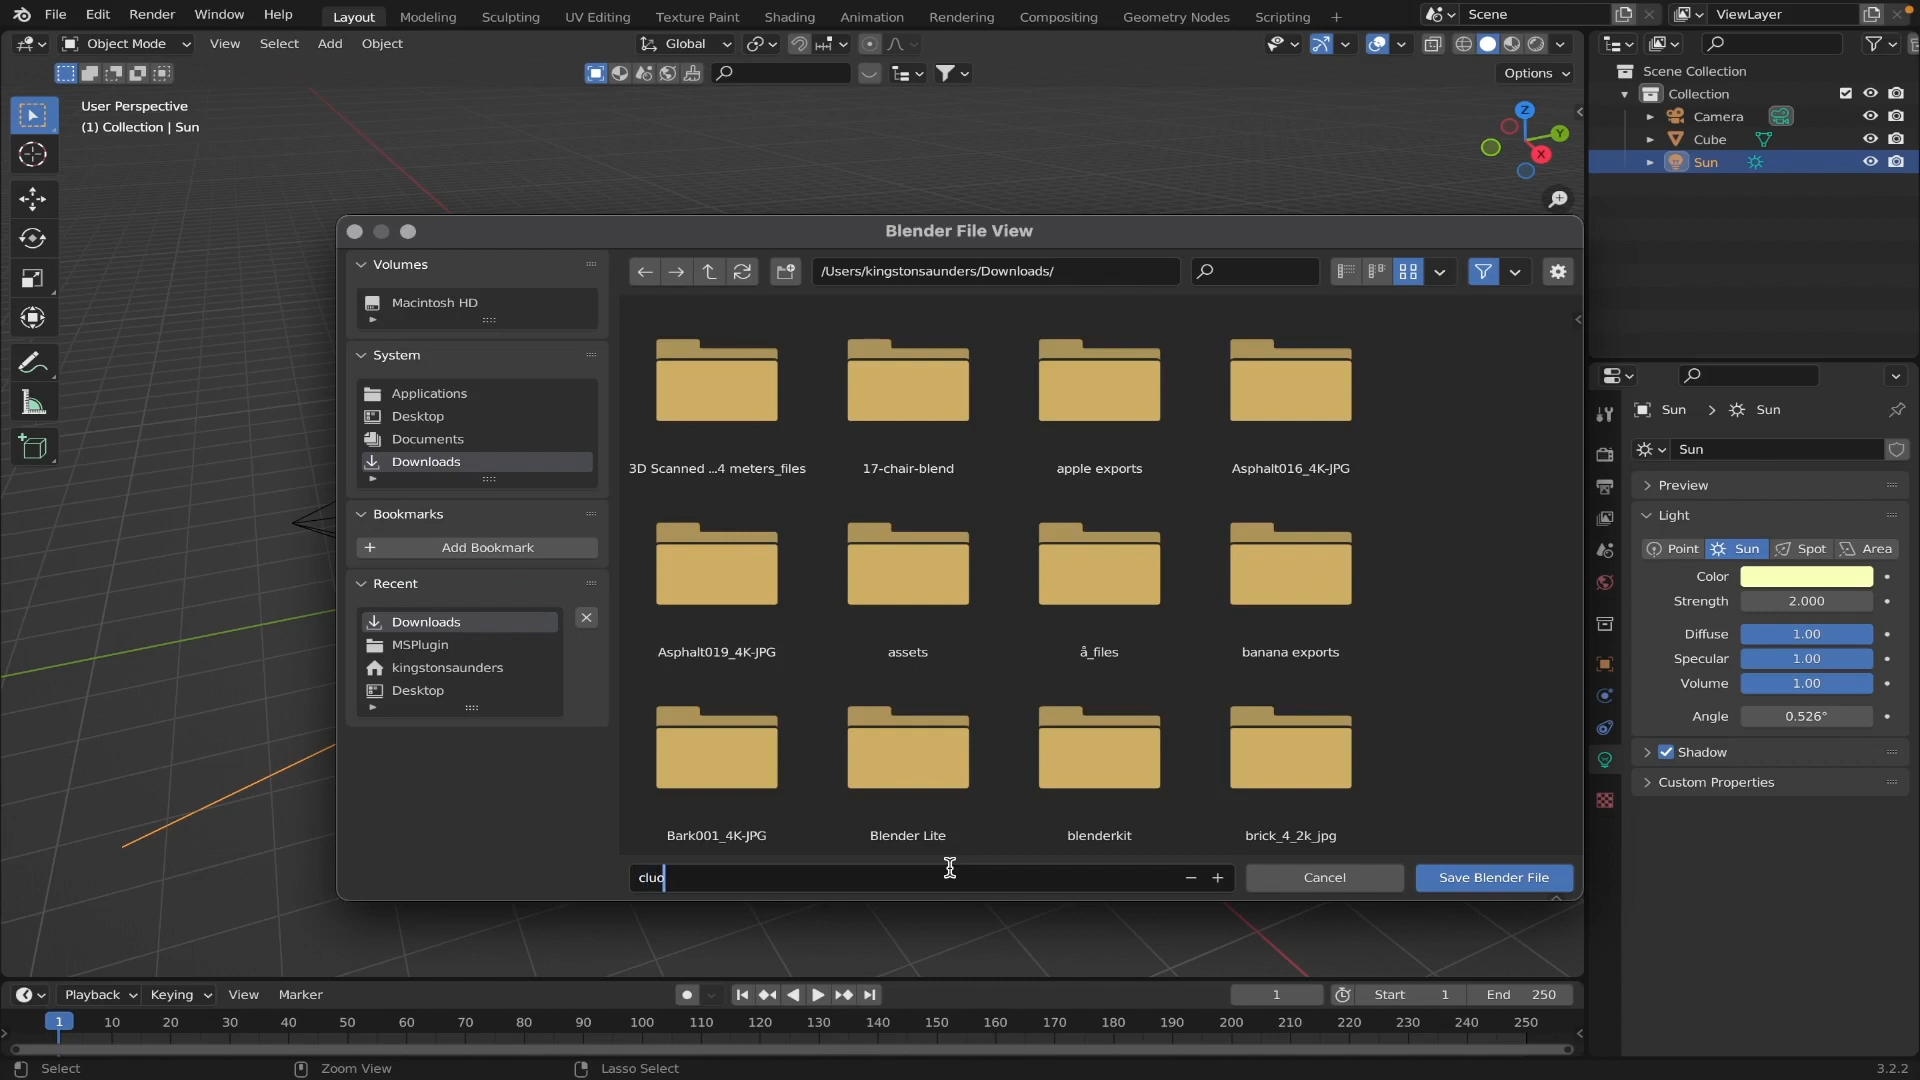 File Edit Render Window Help Layout Modeling Sculpting UV Editing Texture Paint Shading Animation Rendering Compositing Geometry Nodes Scripting + Scene ViewLayer
Object Mode View Select Add Object Global
Options
User Perspective
(1) Collection | Sun
Z
Y
X
Scene Collection
Collection
Camera
Cube
Sun
Blender File View
Volumes
Macintosh HD
System
Applications
Desktop
Documents
Downloads
Bookmarks
+ Add Bookmark
Recent
Downloads
MSPlugin
kingstonsaunders
Desktop
/Users/kingstonsaunders/Downloads/
3D Scanned ...4 meters_files 17-chair-blend apple exports Asphalt016_4K-JPG
Asphalt019_4K-JPG assets å_files banana exports
Bark001_4K-JPG Blender Lite blenderkit brick_4_2k_jpg
cluo − + Cancel Save Blender File
Sun > Sun
Sun
Preview
Light
Point Sun Spot Area
Color
Strength 2.000
Diffuse 1.00
Specular 1.00
Volume 1.00
Angle 0.526°
Shadow
Custom Properties
Playback Keying View Marker 1 Start 1 End 250
1 10 20 30 40 50 60 70 80 90 100 110 120 130 140 150 160 170 180 190 200 210 220 230 240 250
Select Zoom View Lasso Select 3.2.2